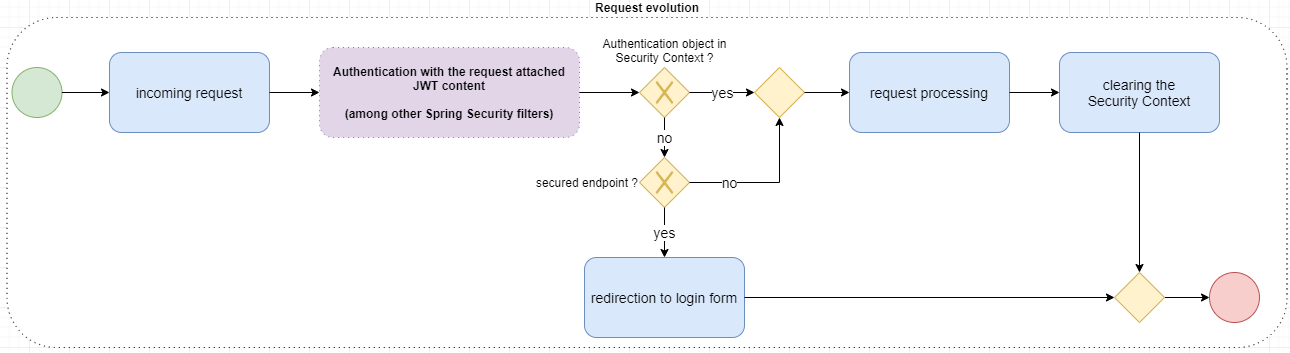 Request evolution
incoming request
Authentication with the request attached
JWT content
(among other Spring Security filters)
Authentication object in
Security Context ?
yes
request processing
clearing the
Security Context
no
secured endpoint ?
no
yes
redirection to login form